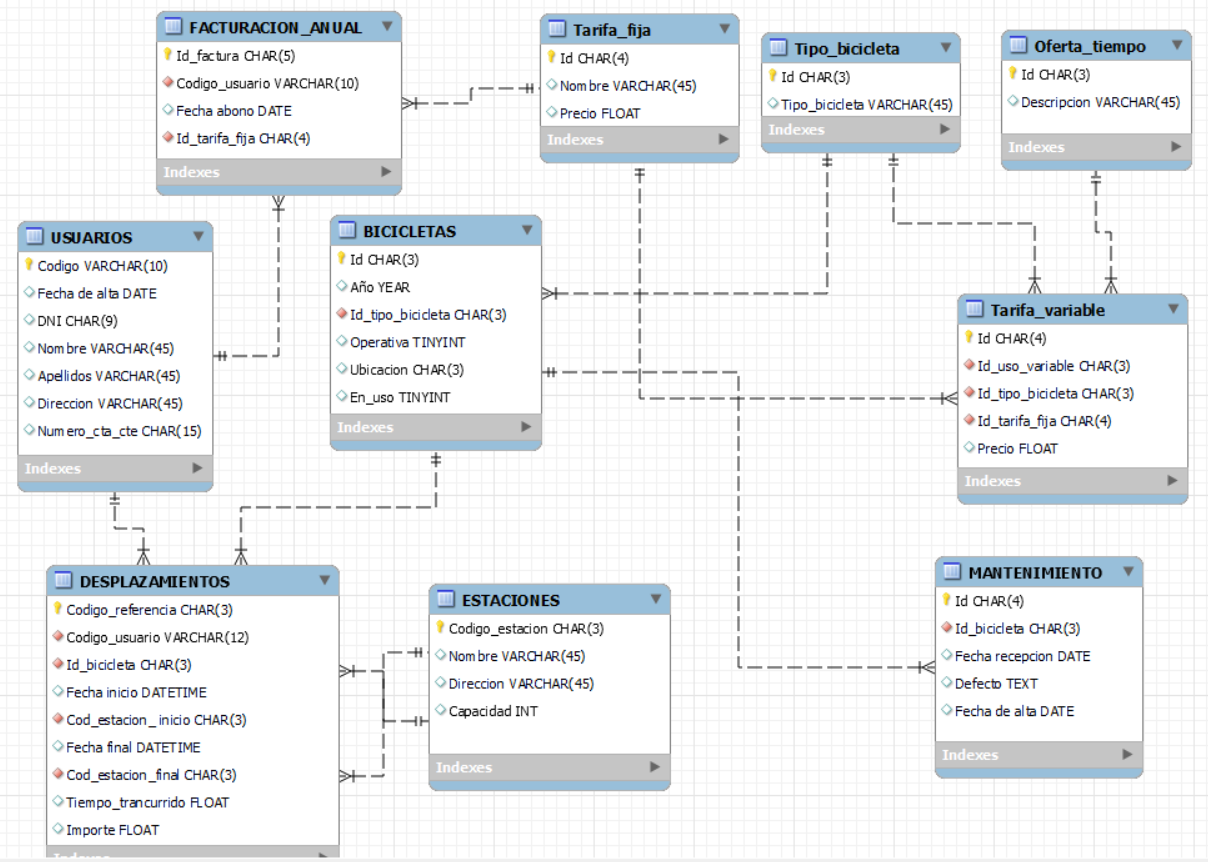 FACTURACION_ANUAL
Id_factura CHAR(5)
Codigo_usuario VARCHAR(10)
Fecha abono DATE
Id_tarifa_fija CHAR(4)
Indexes
Tarifa_fija
Id CHAR(4)
Nombre VARCHAR(45)
Precio FLOAT
Indexes
Tipo_bicicleta
Id CHAR(3)
Tipo_bicicleta VARCHAR(45)
Indexes
Oferta_tiempo
Id CHAR(3)
Descripcion VARCHAR(45)
Indexes
USUARIOS
Codigo VARCHAR(10)
Fecha de alta DATE
DNI CHAR(9)
Nombre VARCHAR(45)
Apellidos VARCHAR(45)
Direccion VARCHAR(45)
Numero_cta_cte CHAR(15)
Indexes
BICICLETAS
Id CHAR(3)
Año YEAR
Id_tipo_bicicleta CHAR(3)
Operativa TINYINT
Ubicacion CHAR(3)
En_uso TINYINT
Indexes
Tarifa_variable
Id CHAR(4)
Id_uso_variable CHAR(3)
Id_tipo_bicicleta CHAR(3)
Id_tarifa_fija CHAR(4)
Precio FLOAT
Indexes
DESPLAZAMIENTOS
Codigo_referencia CHAR(3)
Codigo_usuario VARCHAR(12)
Id_bicicleta CHAR(3)
Fecha inicio DATETIME
Cod_estacion_ inicio CHAR(3)
Fecha final DATETIME
Cod_estacion_final CHAR(3)
Tiempo_trancurrido FLOAT
Importe FLOAT
Indexes
ESTACIONES
Codigo_estacion CHAR(3)
Nombre VARCHAR(45)
Direccion VARCHAR(45)
Capacidad INT
Indexes
MANTENIMIENTO
Id CHAR(4)
Id_bicicleta CHAR(3)
Fecha recepcion DATE
Defecto TEXT
Fecha de alta DATE
Indexes